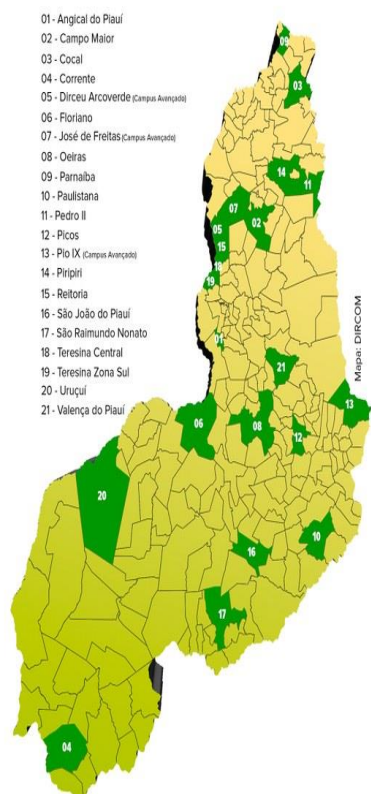 01 - Angical do Piauí
02 - Campo Maior
03 - Cocal
04 - Corrente
05 - Dirceu Arcoverde (Campus Avançado)
06 - Floriano
07 - José de Freitas (Campus Avançado)
08 - Oeiras
09 - Parnaíba
10 - Paulistana
11 - Pedro II
12 - Picos
13 - Pio IX (Campus Avançado)
14 - Piripiri
15 - Reitoria
16 - São João do Piauí
17 - São Raimundo Nonato
18 - Teresina Central
19 - Teresina Zona Sul
20 - Uruçuí
21 - Valença do Piauí
09
03
14
11
07
02
05
15
18
19
01
Mapa: DIRCOM
21
13
06
08
12
20
10
16
17
04